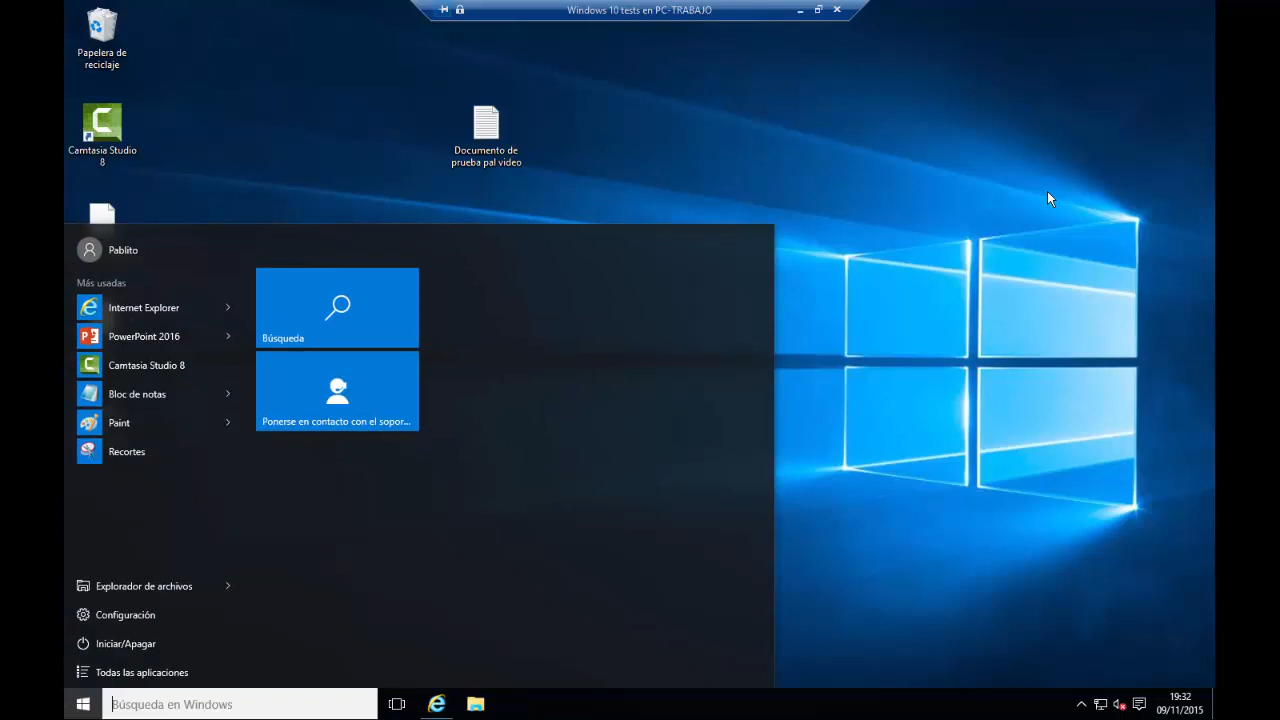 Windows 10 tests en PC-TRABAJO
Papelera de
reciclaje
Camtasia Studio
8
Documento de
prueba pal video
Pablito
Más usadas
Internet Explorer
PowerPoint 2016
Camtasia Studio 8
Bloc de notas
Paint
Recortes
Búsqueda
Ponerse en contacto con el sopor...
Explorador de archivos
Configuración
Iniciar/Apagar
Todas las aplicaciones
Búsqueda en Windows
19:32
09/11/2015